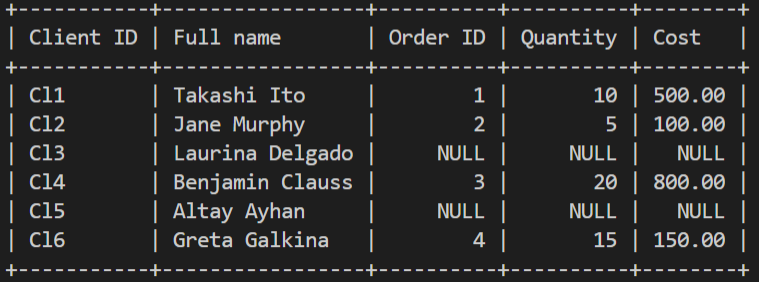 +-----------+-----------------+----------+----------+--------+
| Client ID | Full name       | Order ID | Quantity | Cost   |
+-----------+-----------------+----------+----------+--------+
| Cl1       | Takashi Ito     |        1 |       10 | 500.00 |
| Cl2       | Jane Murphy     |        2 |        5 | 100.00 |
| Cl3       | Laurina Delgado |     NULL |     NULL |   NULL |
| Cl4       | Benjamin Clauss |        3 |       20 | 800.00 |
| Cl5       | Altay Ayhan     |     NULL |     NULL |   NULL |
| Cl6       | Greta Galkina   |        4 |       15 | 150.00 |
+-----------+-----------------+----------+----------+--------+